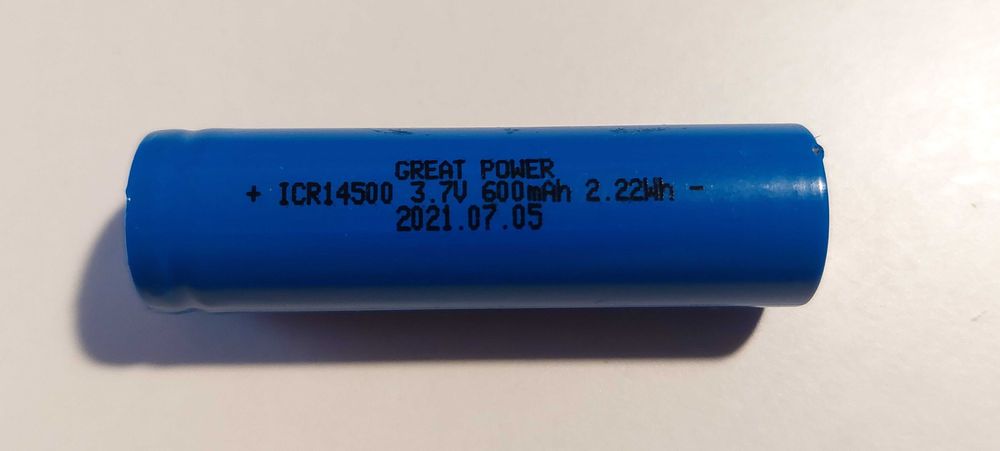 GREAT POWER
+ ICR14500 3.7V 600mAh 2.22Wh -
2021.07.05